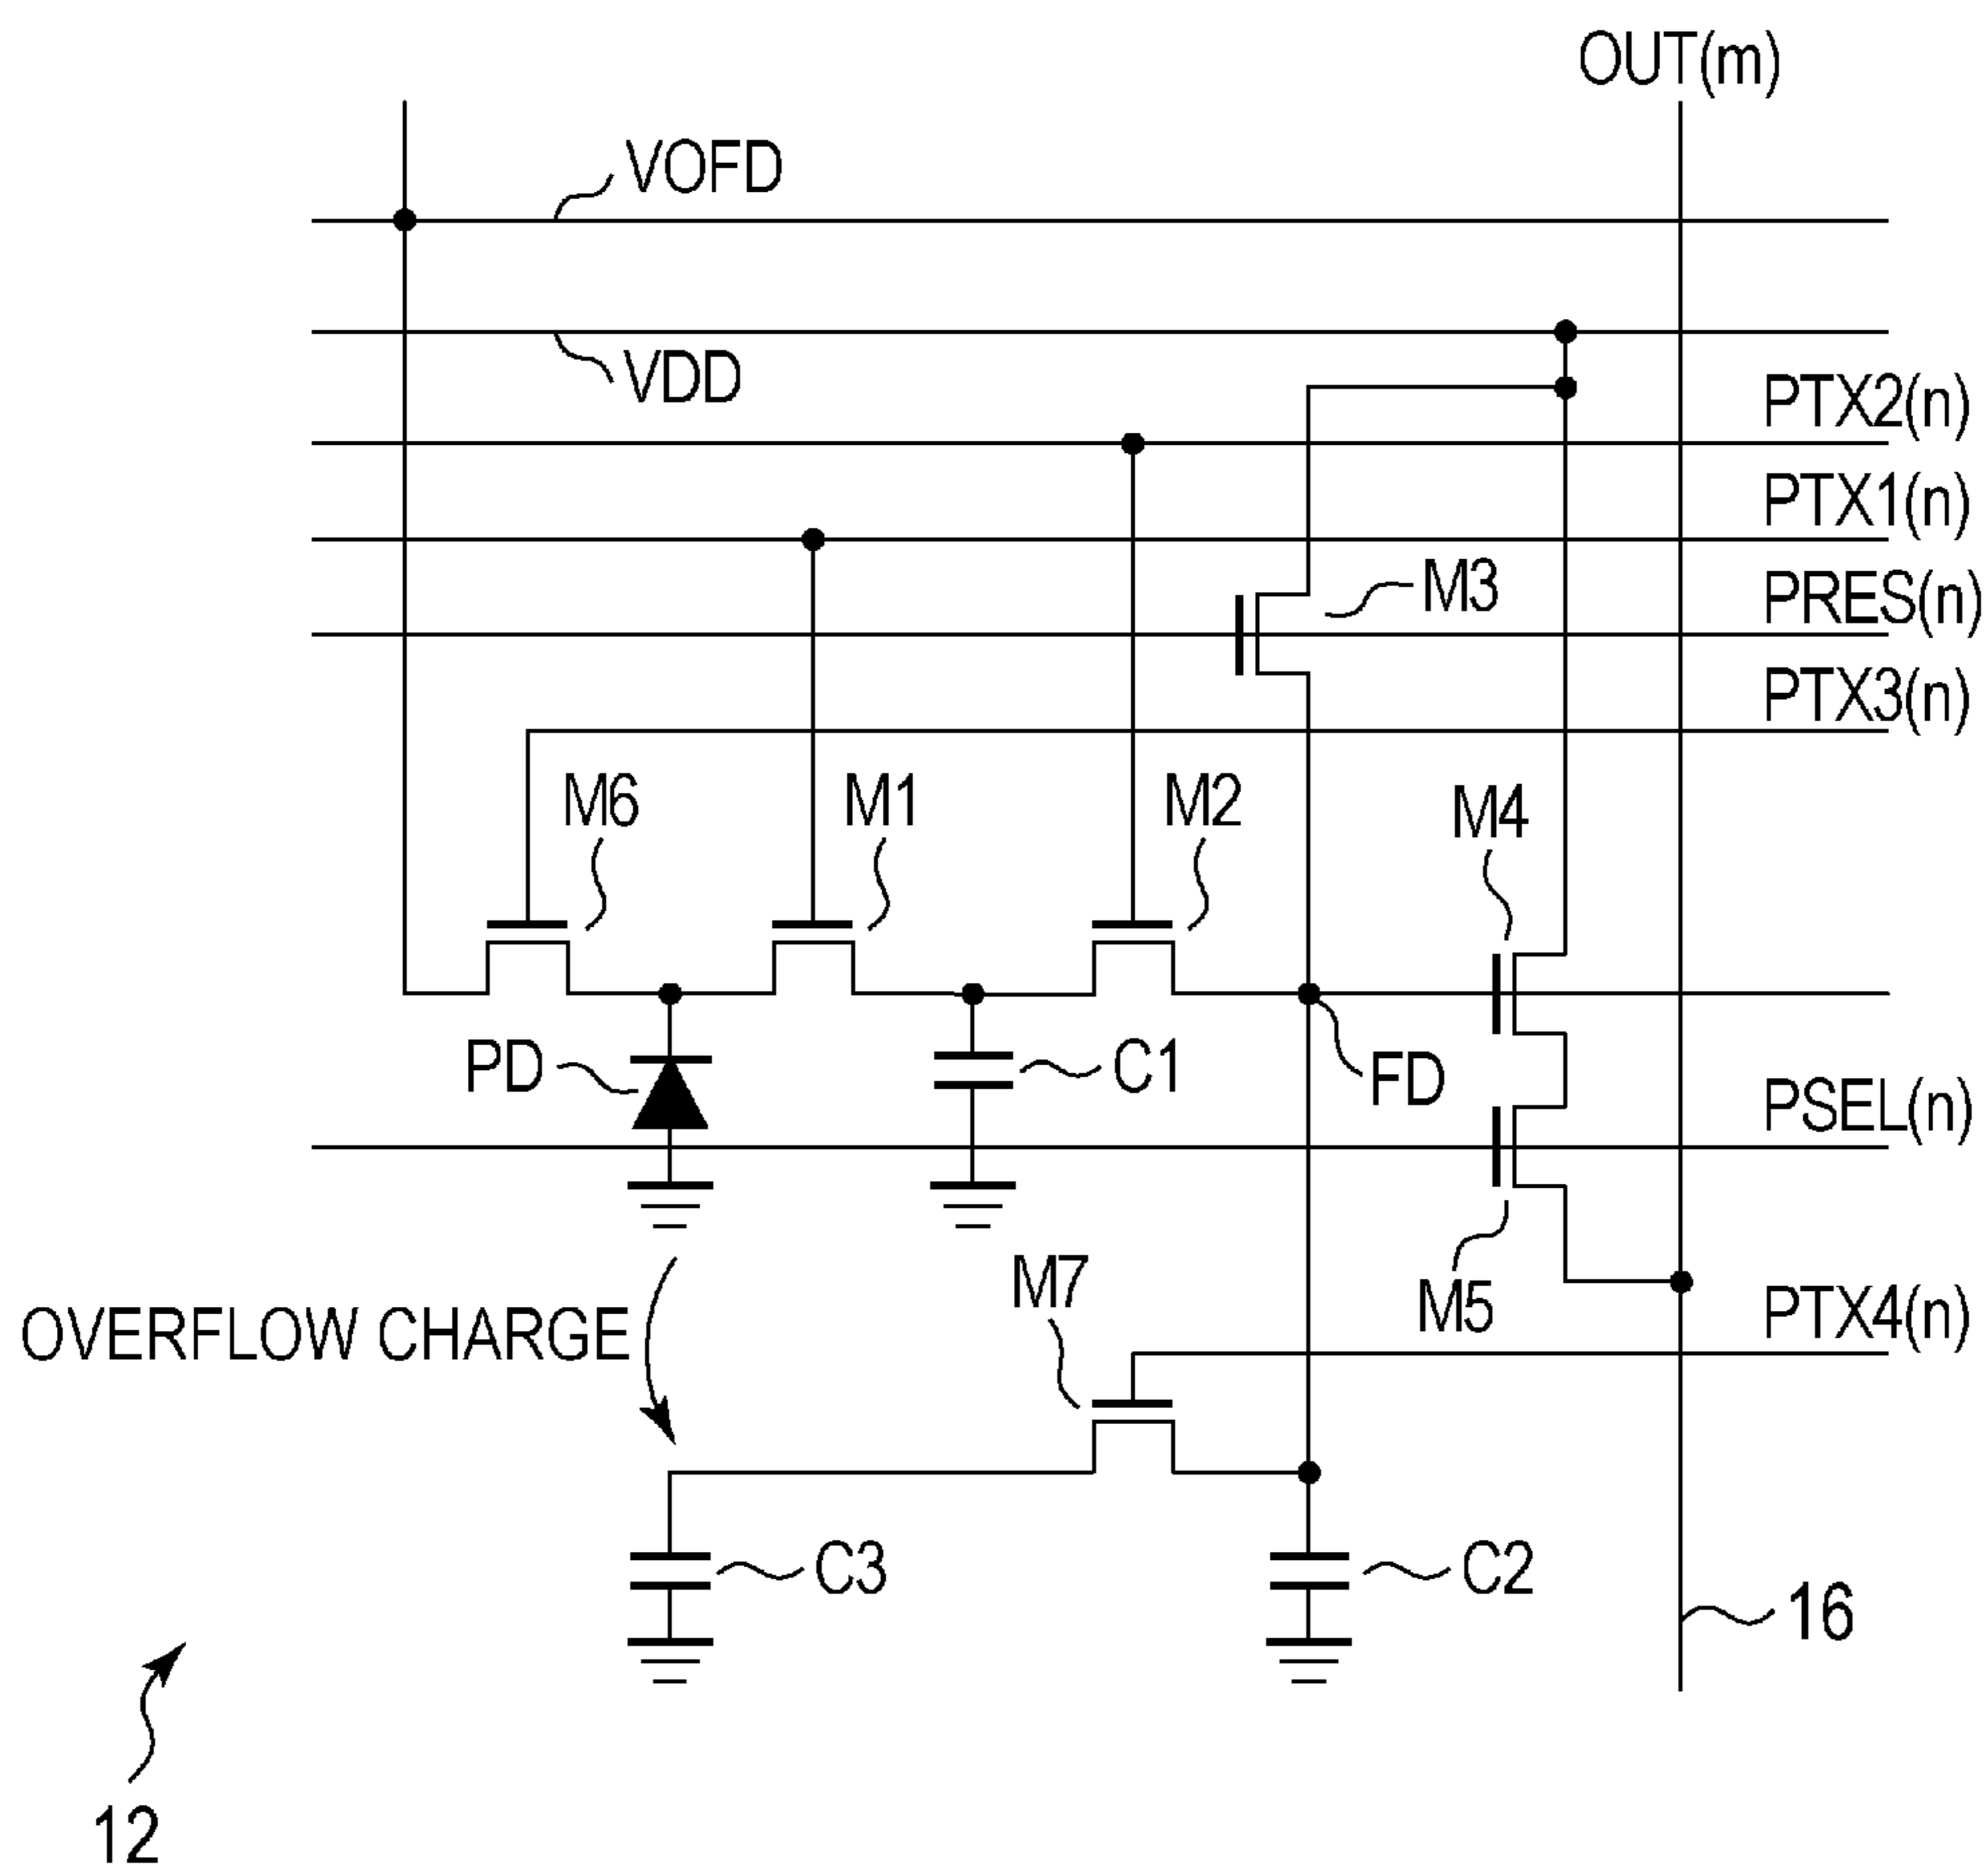 OUT(m)
VOFD
VDD
PTX2(n)
PTX1(n)
M3
PRES(n)
PTX3(n)
M6
M1
M2
M4
PD
C1
FD
PSEL(n)
M7
M5
PTX4(n)
OVERFLOW CHARGE
C3
C2
16
12